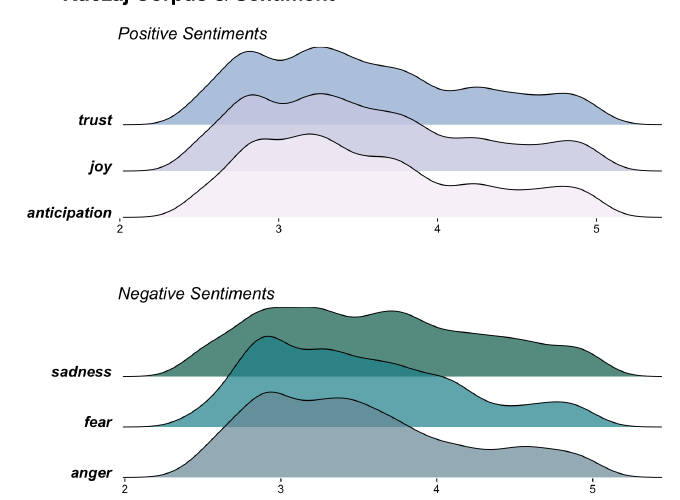 Positive Sentiments
trust
joy
anticipation
2 3 4 5
Negative Sentiments
sadness
fear
anger
2 3 4 5